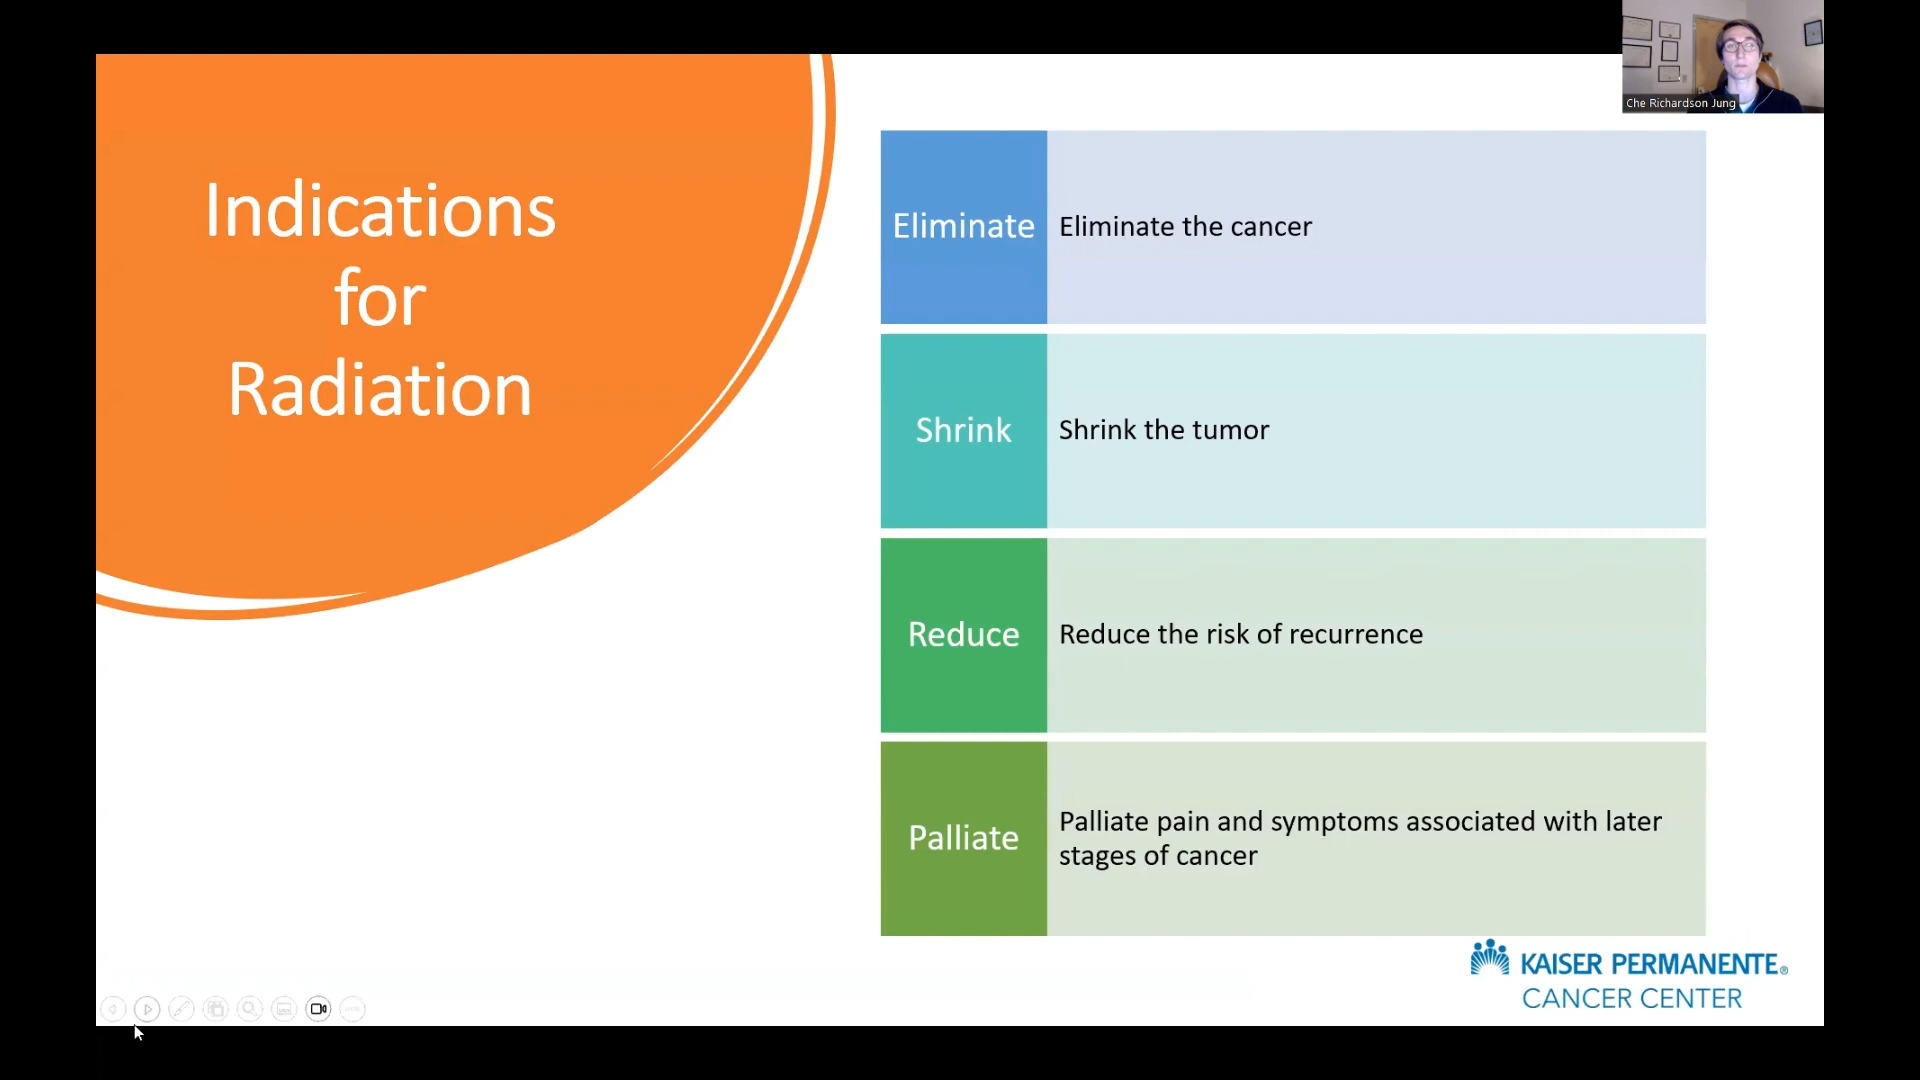 Che Richardson Jung
Indications
for
Radiation
Eliminate
Eliminate the cancer
Shrink
Shrink the tumor
Reduce
Reduce the risk of recurrence
Palliate
Palliate pain and symptoms associated with later
stages of cancer
KAISER PERMANENTE®
CANCER CENTER